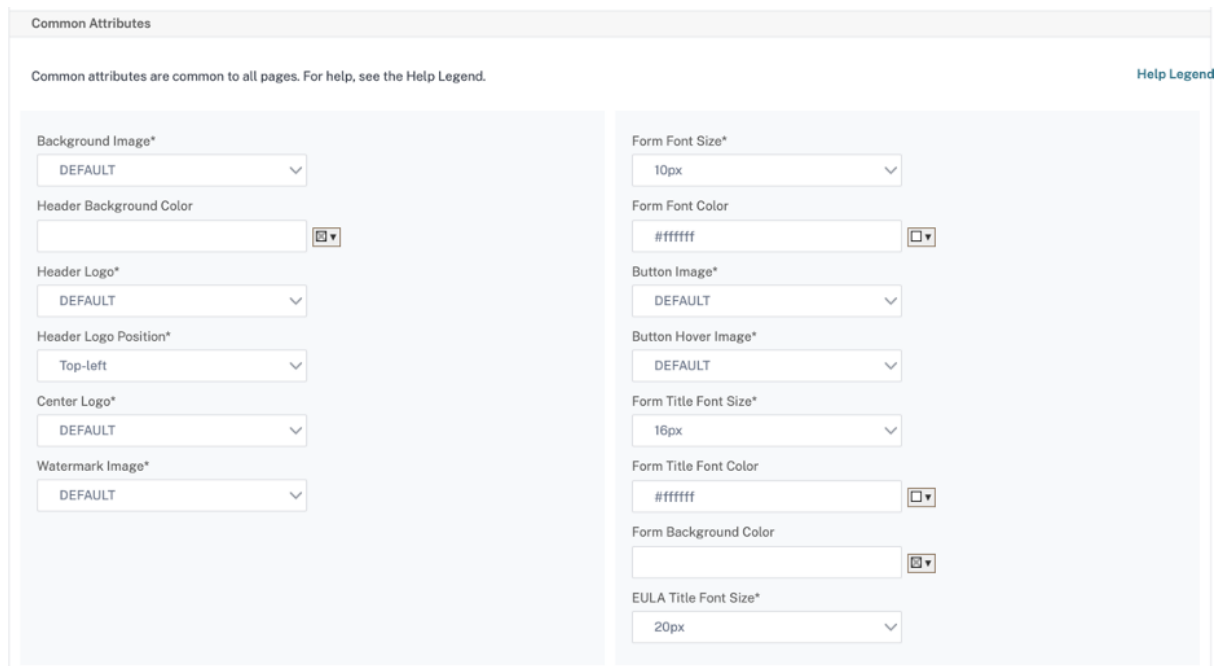 Common Attributes
Common attributes are common to all pages. For help, see the Help Legend.
Help Legend
Background Image*
DEFAULT
Header Background Color
Header Logo*
DEFAULT
Header Logo Position*
Top-left
Center Logo*
DEFAULT
Watermark Image*
DEFAULT
Form Font Size*
10px
Form Font Color
#ffffff
Button Image*
DEFAULT
Button Hover Image*
DEFAULT
Form Title Font Size*
16px
Form Title Font Color
#ffffff
Form Background Color
EULA Title Font Size*
20px